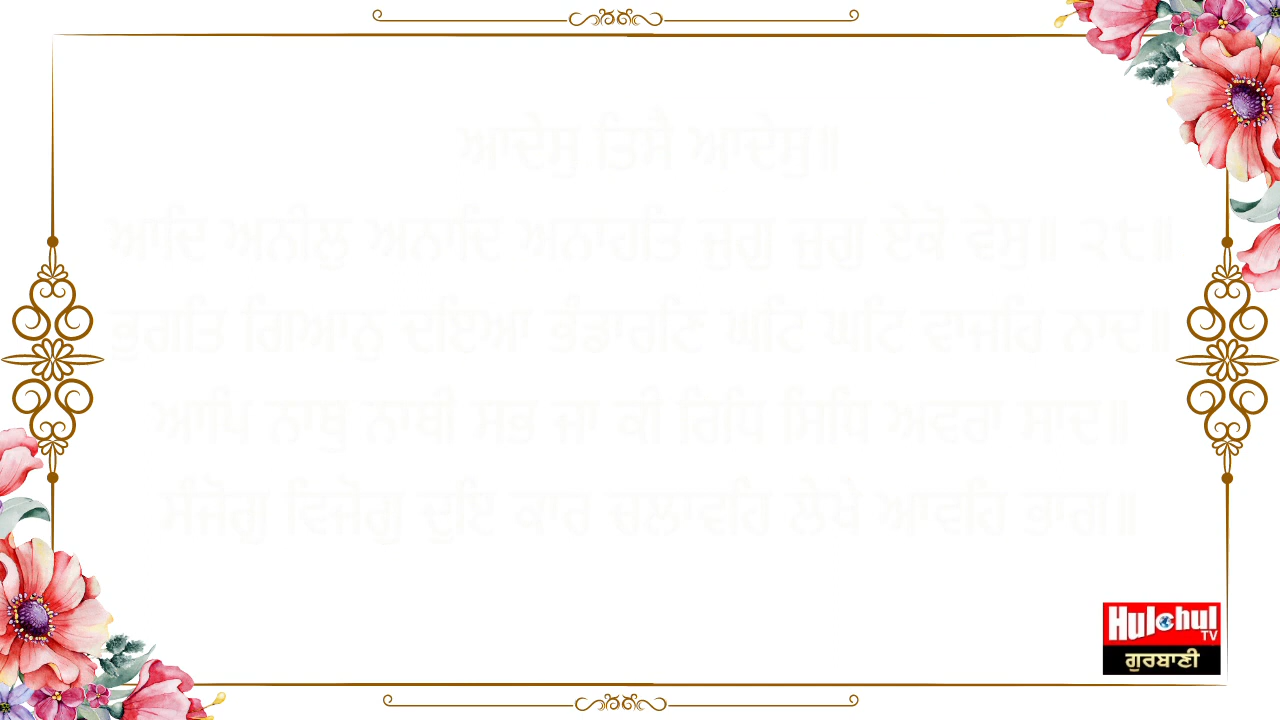 ਆਦੇਸੁ ਤਿਸੈ ਆਦੇਸੁ॥
ਆਦਿ ਅਨੀਲੁ ਅਨਾਦਿ ਅਨਾਹਤਿ ਜੁਗੁ ਜੁਗੁ ਏਕੋ ਵੇਸੁ॥ ੨੮॥
ਭੁਗਤਿ ਗਿਆਨੁ ਦਇਆ ਭੰਡਾਰਣਿ ਘਟਿ ਘਟਿ ਵਾਜਹਿ ਨਾਦ॥
ਆਪਿ ਨਾਥੁ ਨਾਥੀ ਸਭ ਜਾ ਕੀ ਰਿਧਿ ਸਿਧਿ ਅਵਰਾ ਸਾਦ॥
ਸੰਜੋਗੁ ਵਿਜੋਗੁ ਦੁਇ ਕਾਰ ਚਲਾਵਹਿ ਲੇਖੇ ਆਵਹਿ ਭਾਗ॥
Hulchul
TV
ਗੁਰਬਾਣੀ